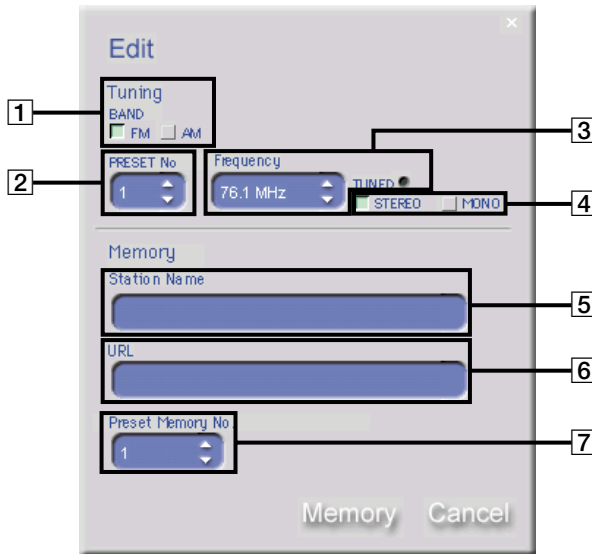 ×
Edit
Tuning
1
BAND
FM AM
3
PRESET No
Frequency
2
1
76.1 MHz
TUNED
STEREO MONO
4
Memory
Station Name
5
URL
6
Preset Memory No.
1
7
Memory Cancel